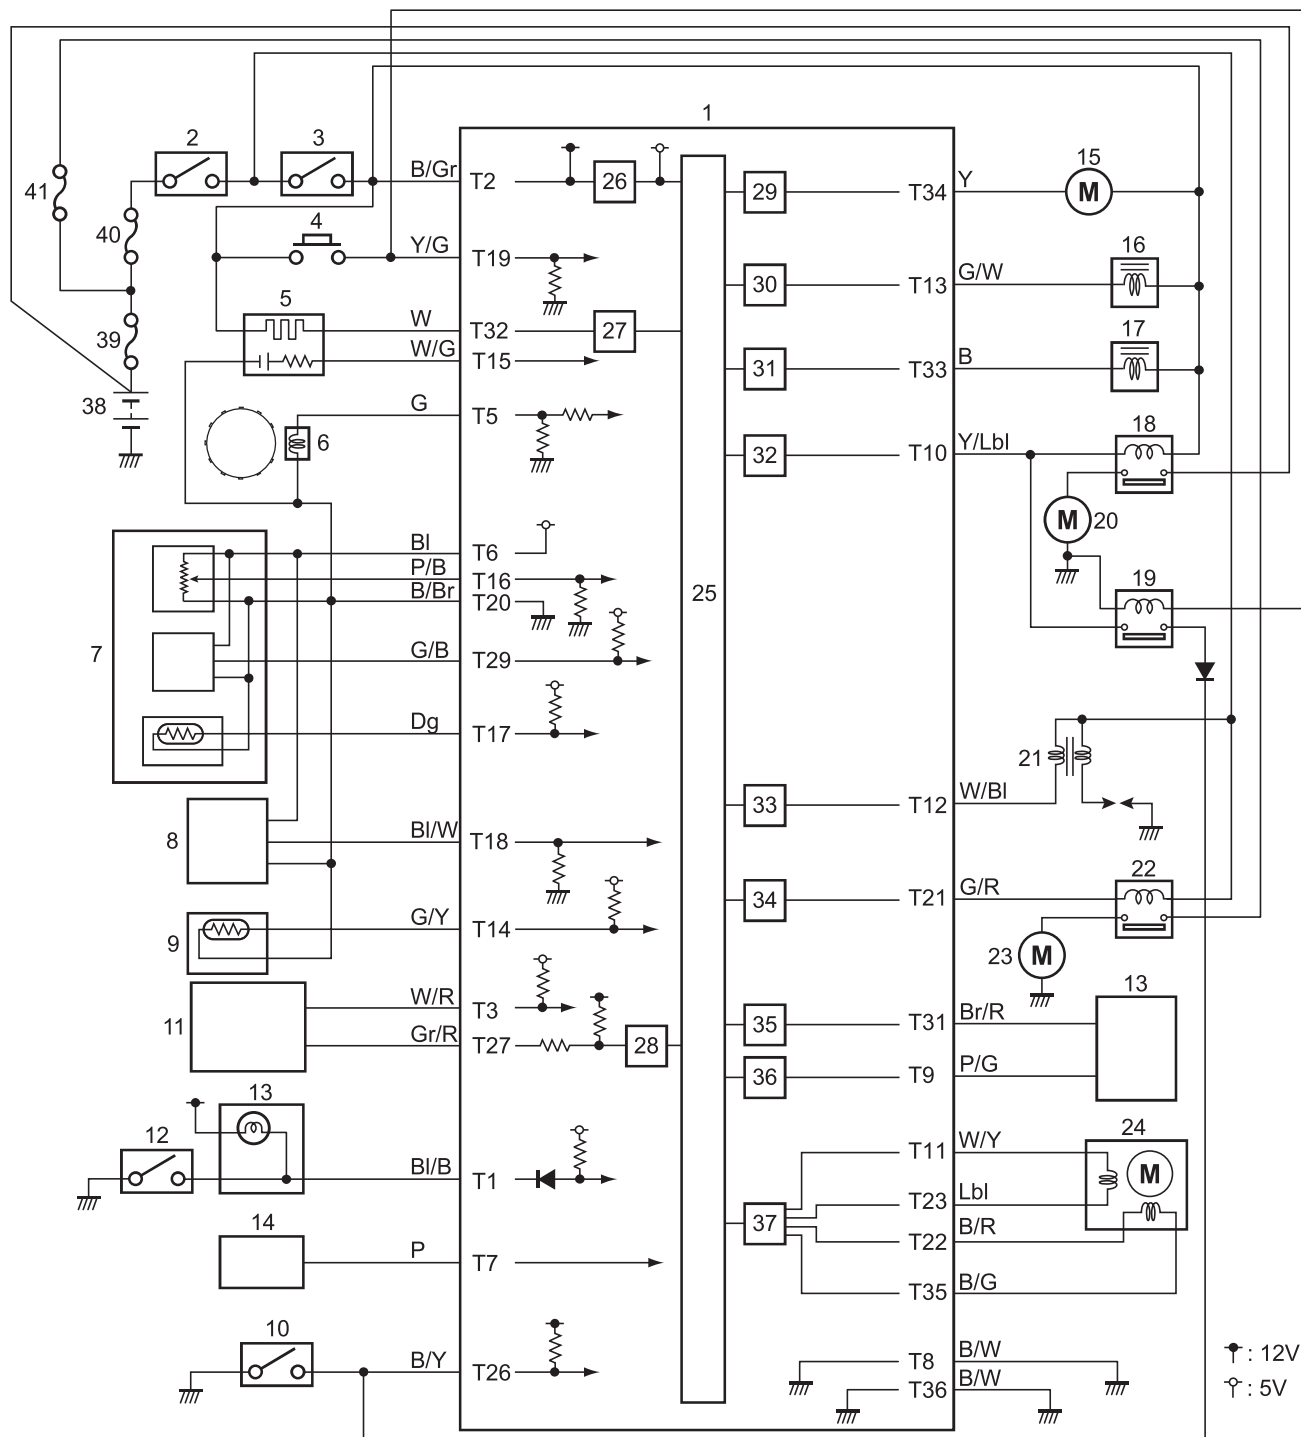 1
2
3
B/Gr
T2
26
29
T34
Y
15
M
41
40
4
Y/G
T19
30
T13
G/W
16
5
39
W
T32
27
W/G
T15
31
T33
B
17
38
G
T5
6
32
T10
Y/Lbl
18
M
20
7
Bl
T6
P/B
T16
B/Br
T20
25
19
G/B
T29
Dg
T17
21
33
T12
W/Bl
8
Bl/W
T18
22
34
T21
G/R
9
G/Y
T14
23
M
11
W/R
T3
Gr/R
T27
28
35
T31
Br/R
13
36
T9
P/G
13
12
Bl/B
T1
24
T11
W/Y
M
37
T23
Lbl
T22
B/R
14
P
T7
T35
B/G
10
B/Y
T26
T8
B/W
T36
B/W
: 12V
: 5V